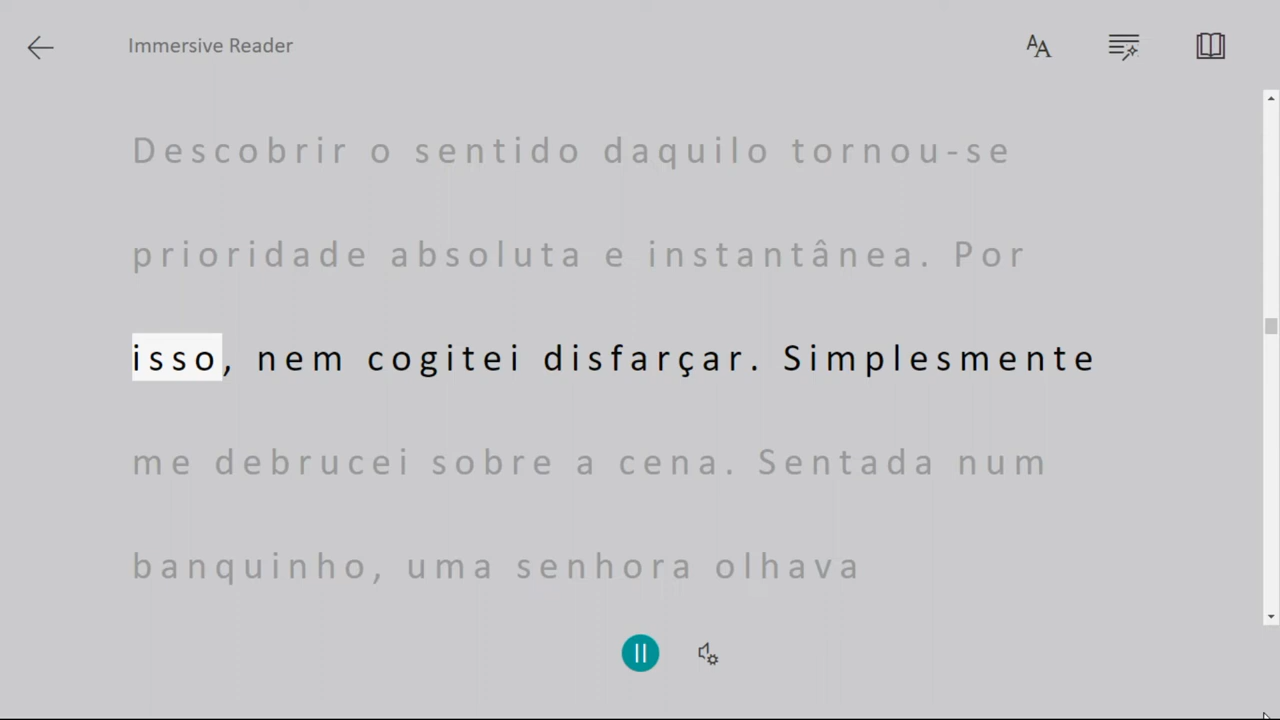 Immersive Reader
Descobrir o sentido daquilo tornou-se
prioridade absoluta e instantânea. Por
isso, nem cogitei disfarçar. Simplesmente
me debrucei sobre a cena. Sentada num
banquinho, uma senhora olhava